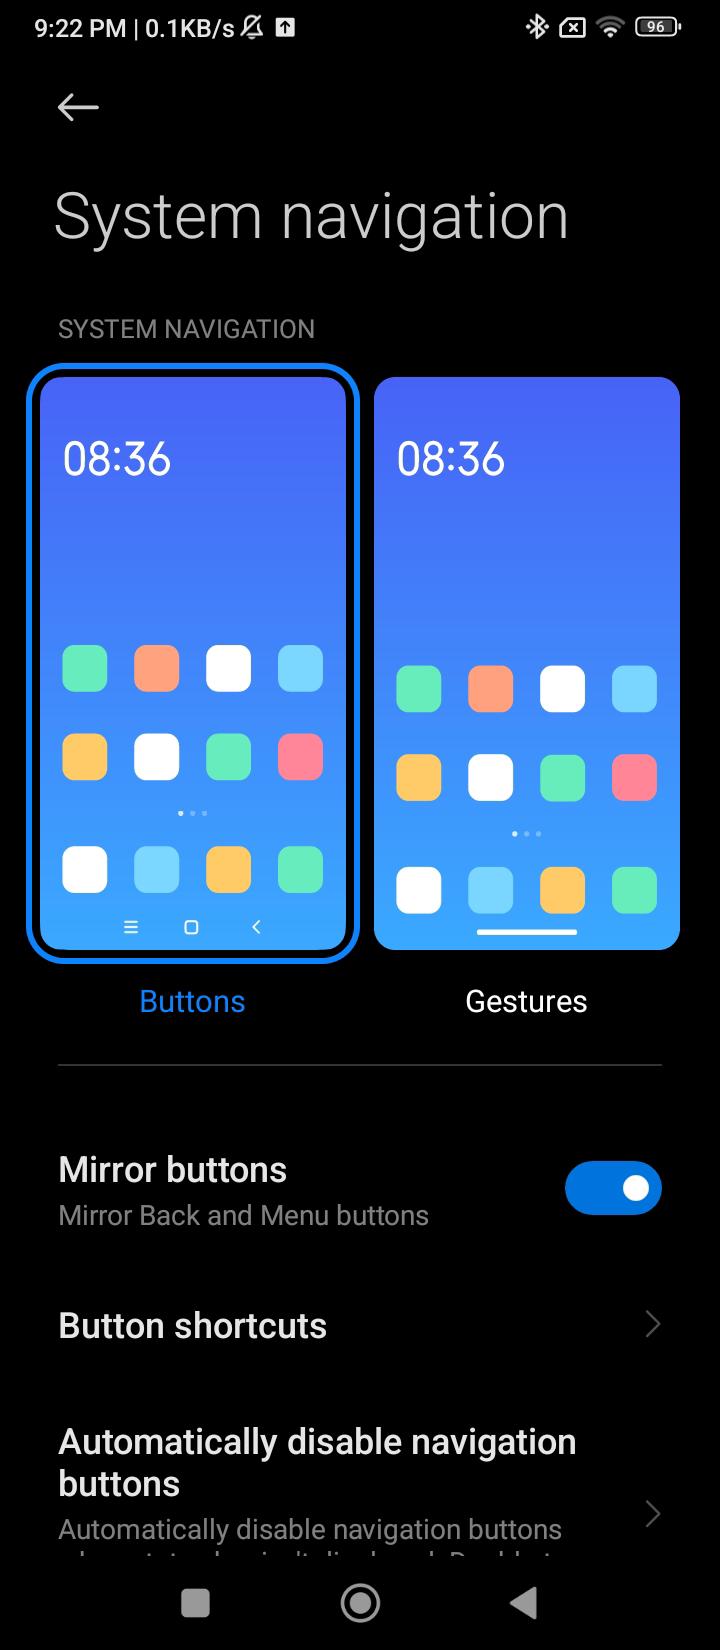 9:22 PM | 0.1KB/s
96
System navigation
SYSTEM NAVIGATION
08:36
08:36
Buttons
Gestures
Mirror buttons
Mirror Back and Menu buttons
Button shortcuts
Automatically disable navigation
buttons
Automatically disable navigation buttons